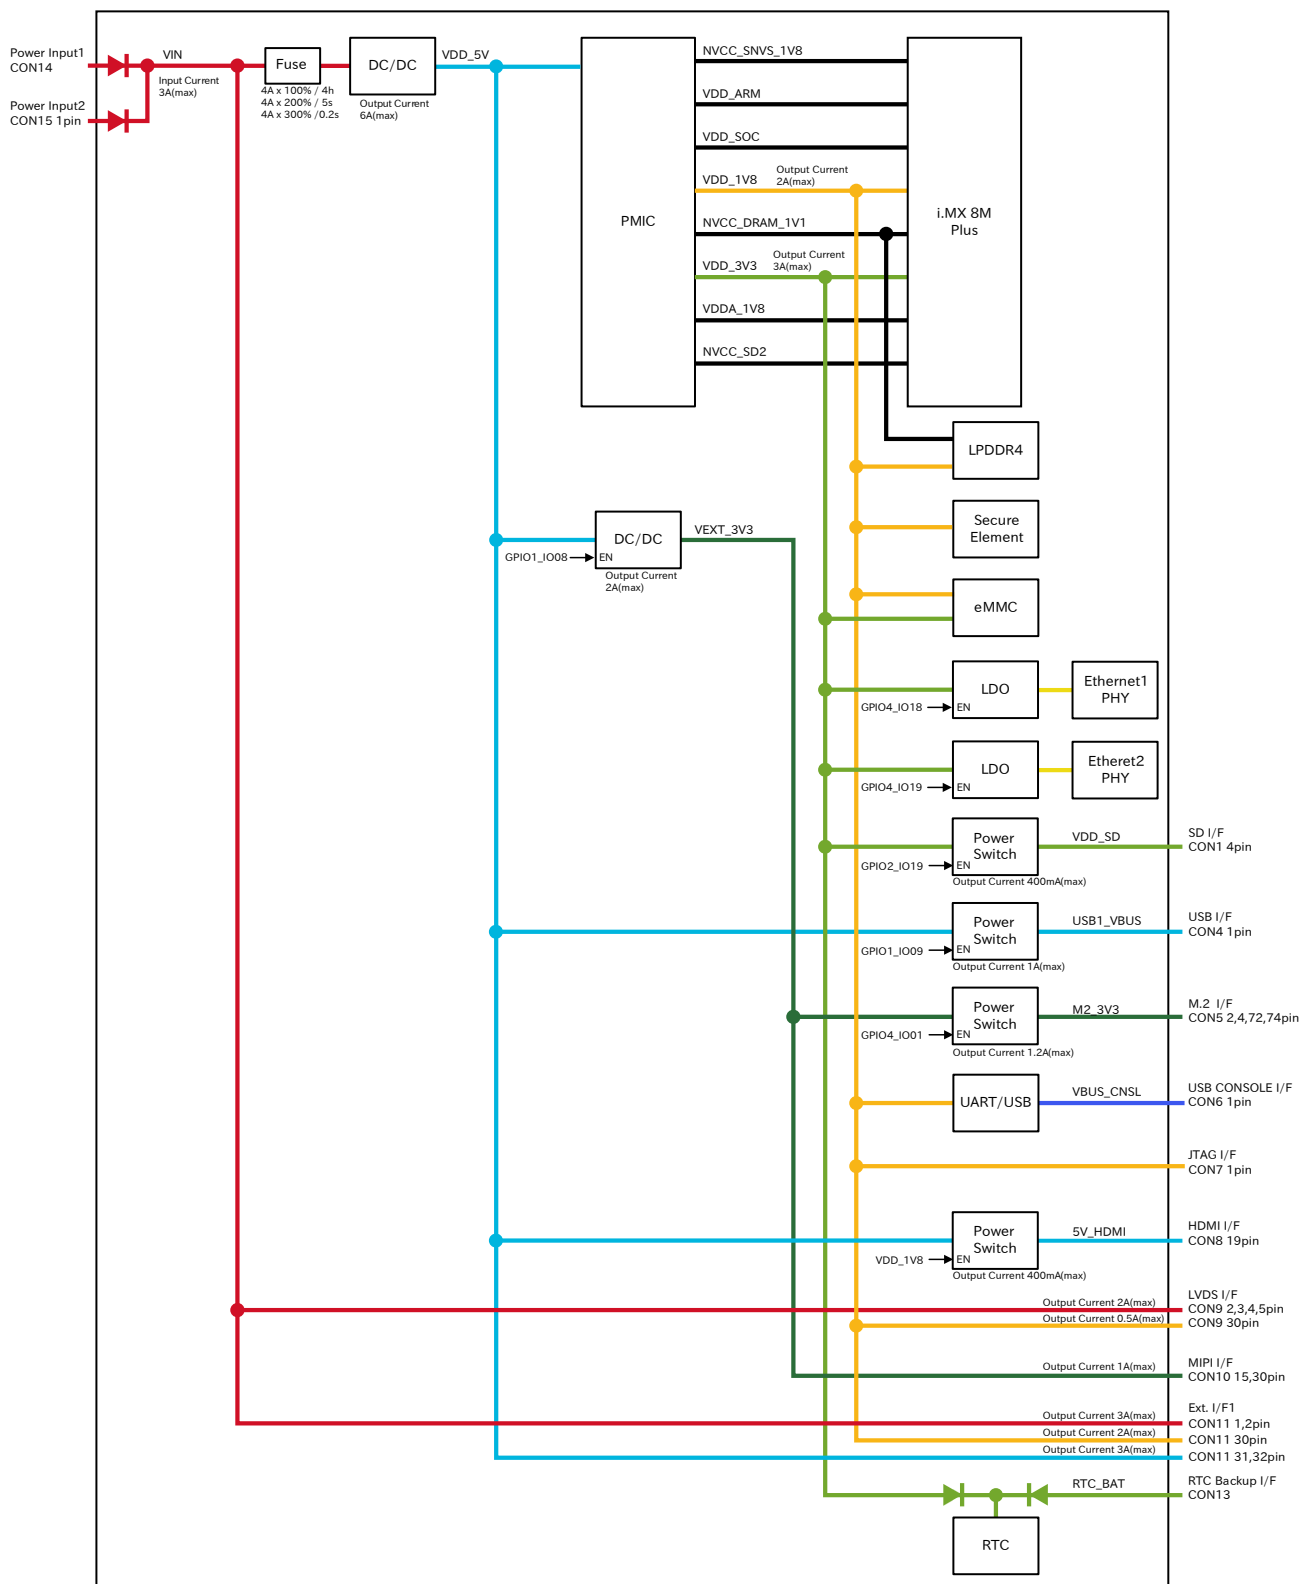 Power Input1
CON14
Power Input2
CON15 1pin
VIN
Input Current
3A(max)
Fuse
4A x 100% / 4h
4A x 200% / 5s
4A x 300% /0.2s
DC/DC
Output Current
6A(max)
VDD_5V
PMIC
NVCC_SNVS_1V8
VDD_ARM
VDD_SOC
VDD_1V8
Output Current
2A(max)
NVCC_DRAM_1V1
VDD_3V3
Output Current
3A(max)
VDDA_1V8
NVCC_SD2
i.MX 8M
Plus
LPDDR4
Secure
Element
DC/DC
GPIO1_IO08
EN
Output Current
2A(max)
VEXT_3V3
eMMC
LDO
GPIO4_IO18
EN
Ethernet1
PHY
LDO
GPIO4_IO19
EN
Etheret2
PHY
Power
Switch
GPIO2_IO19
EN
Output Current 400mA(max)
VDD_SD
SD I/F
CON1 4pin
Power
Switch
GPIO1_IO09
EN
Output Current 1A(max)
USB1_VBUS
USB I/F
CON4 1pin
Power
Switch
GPIO4_IO01
EN
Output Current 1.2A(max)
M2_3V3
M.2 I/F
CON5 2,4,72,74pin
UART/USB
VBUS_CNSL
USB CONSOLE I/F
CON6 1pin
JTAG I/F
CON7 1pin
Power
Switch
VDD_1V8
EN
Output Current 400mA(max)
5V_HDMI
HDMI I/F
CON8 19pin
LVDS I/F
Output Current 2A(max)
CON9 2,3,4,5pin
Output Current 0.5A(max)
CON9 30pin
Output Current 1A(max)
MIPI I/F
CON10 15,30pin
Ext. I/F1
Output Current 3A(max)
CON11 1,2pin
Output Current 2A(max)
CON11 30pin
Output Current 3A(max)
CON11 31,32pin
RTC_BAT
RTC Backup I/F
CON13
RTC